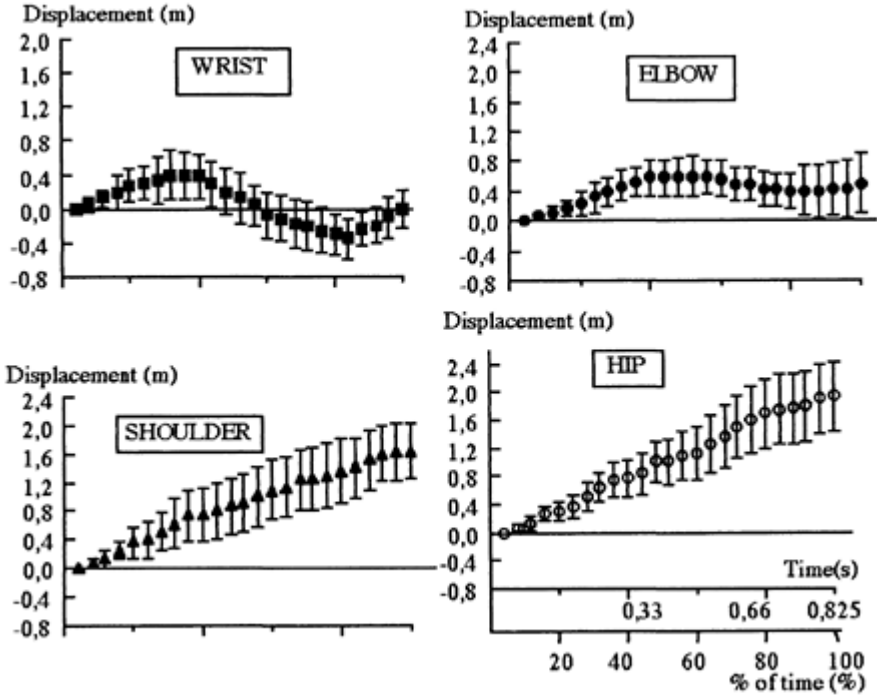 Displacement (m)
2,0
1,6
1,2
0,8
0,4
0,0
-0,4
-0,8
WRIST
Displacement (m)
2,4
2,0
1,6
1,2
0,8
0,4
0,0
-0,4
-0,8
ELBOW
Displacement (m)
2,4
2,0
1,6
1,2
0,8
0,4
0,0
-0,4
-0,8
SHOULDER
Displacement (m)
2,4
2,0
1,6
1,2
0,8
0,4
0,0
-0,4
-0,8
HIP
Time(s)
0,33 0,66 0,825
20 40 60 80 100
% of time (%)